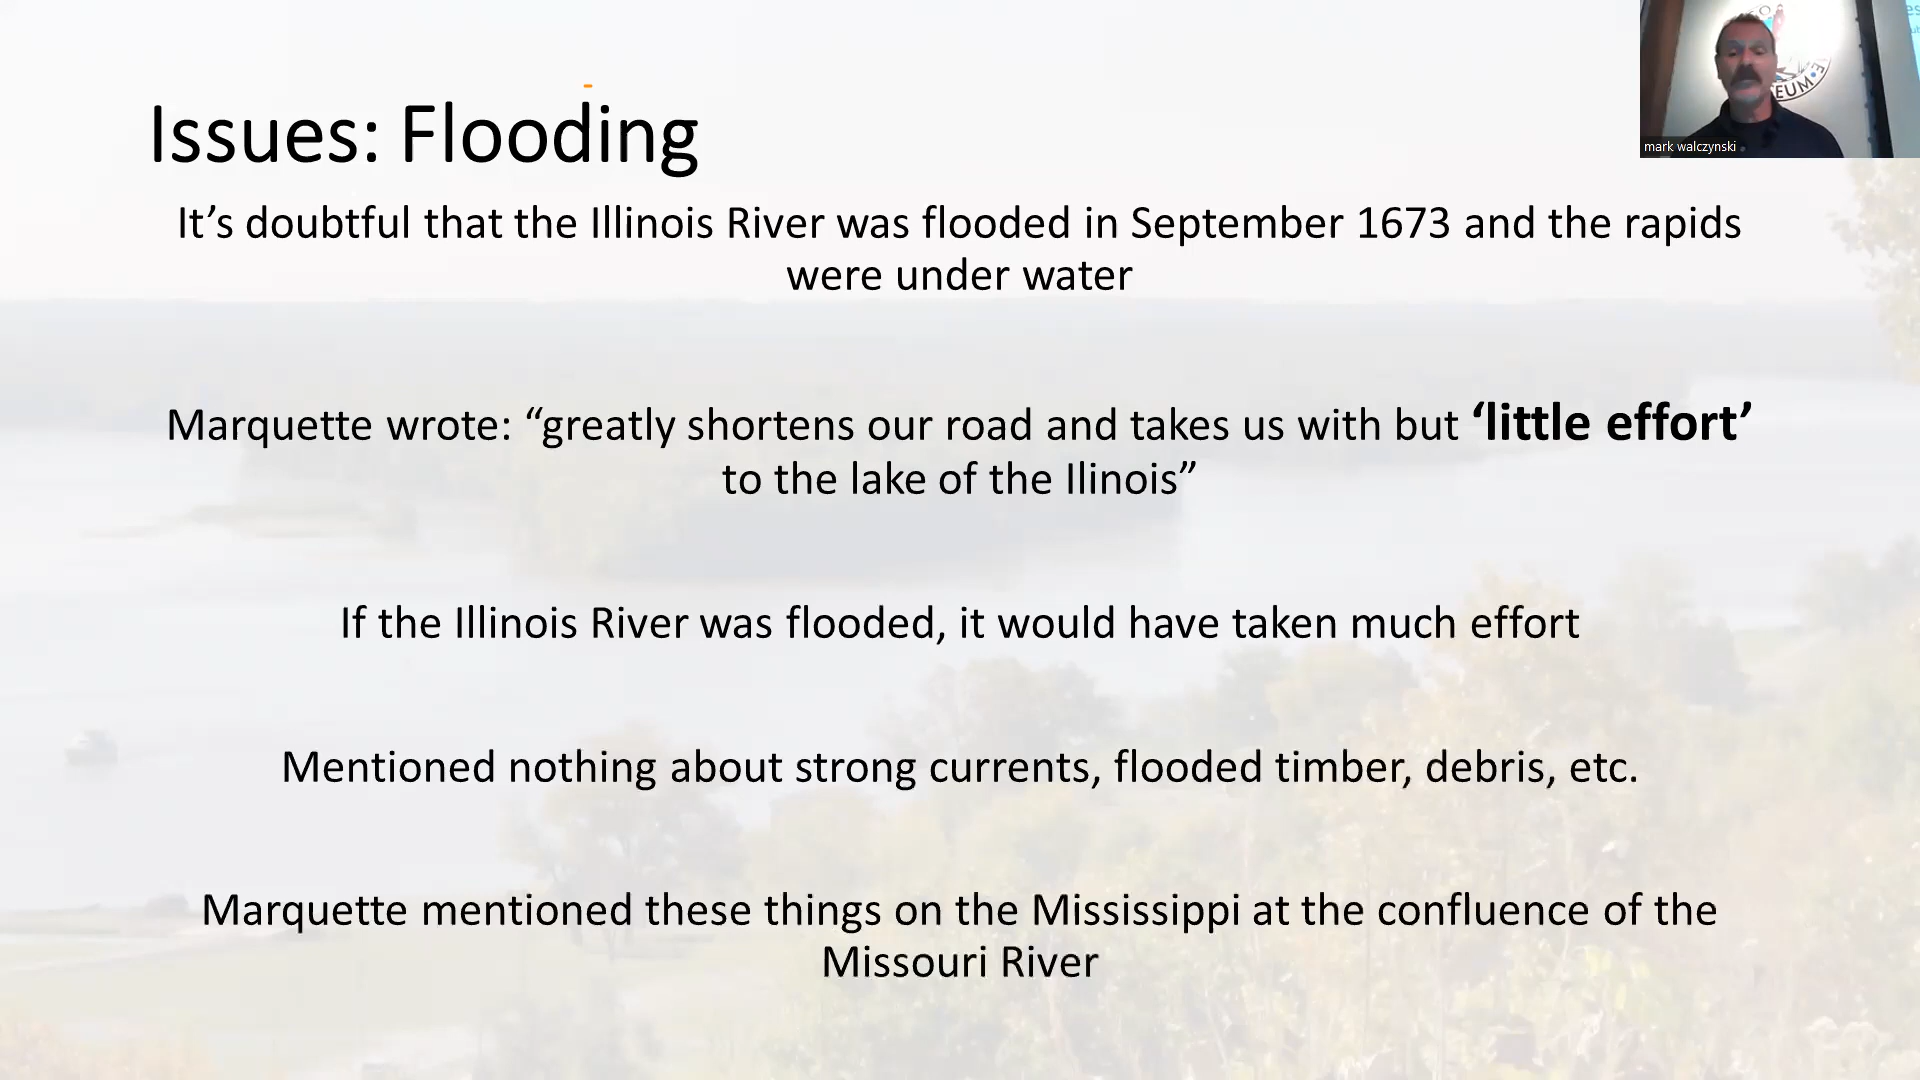 Issues: Flooding
It’s doubtful that the Illinois River was flooded in September 1673 and the rapids
were under water
Marquette wrote: “greatly shortens our road and takes us with but ‘little effort’
to the lake of the Ilinois”
If the Illinois River was flooded, it would have taken much effort
Mentioned nothing about strong currents, flooded timber, debris, etc.
Marquette mentioned these things on the Mississippi at the confluence of the
Missouri River
mark walczynski